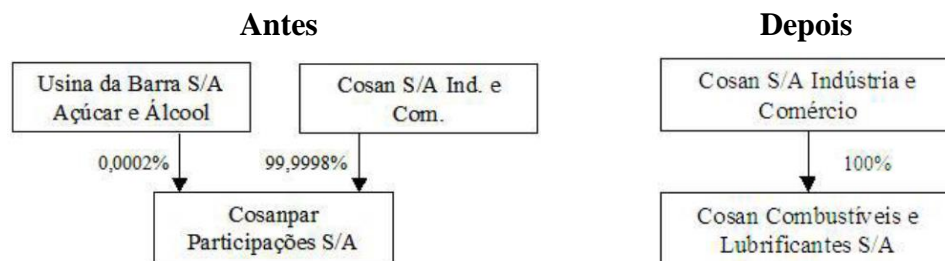 Antes
Usina da Barra S/A
Açúcar e Álcool
Cosan S/A Ind. e
Com.
0,0002%
99,9998%
Cosanpar
Participações S/A
Depois
Cosan S/A Indústria e
Comércio
100%
Cosan Combustíveis e
Lubrificantes S/A